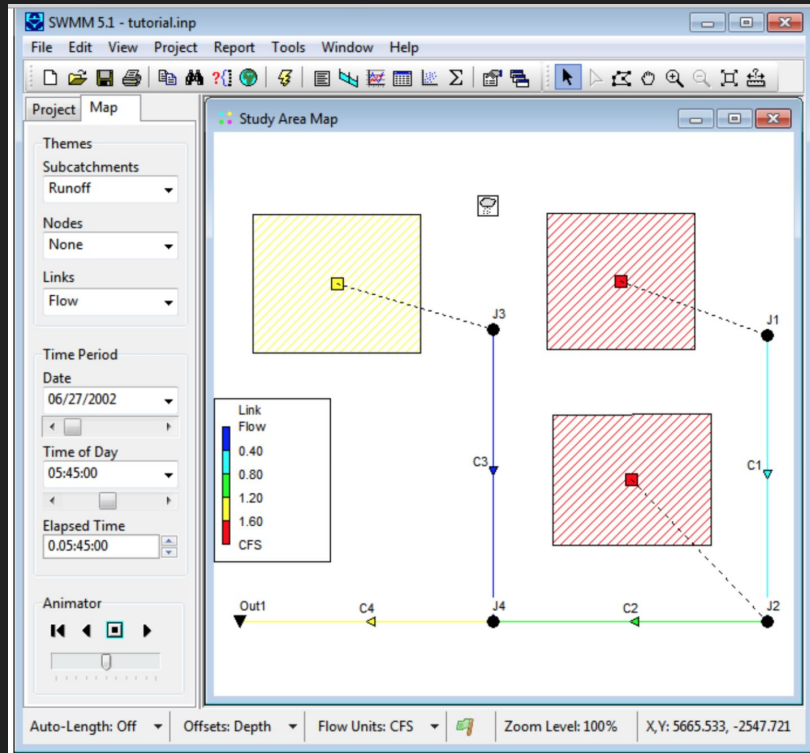 SWMM 5.1 - tutorial.inp
File Edit View Project Report Tools Window Help
Project Map
Study Area Map
Themes
Subcatchments
Runoff
Nodes
None
Links
Flow
Time Period
Date
06/27/2002
Time of Day
05:45:00
Elapsed Time
0.05:45:00
Animator
J3
J1
Link
Flow
0.40
0.80
1.20
1.60
CFS
C3
C1
Out1
C4
J4
C2
J2
Auto-Length: Off Offsets: Depth Flow Units: CFS Zoom Level: 100% X,Y: 5665.533, -2547.721